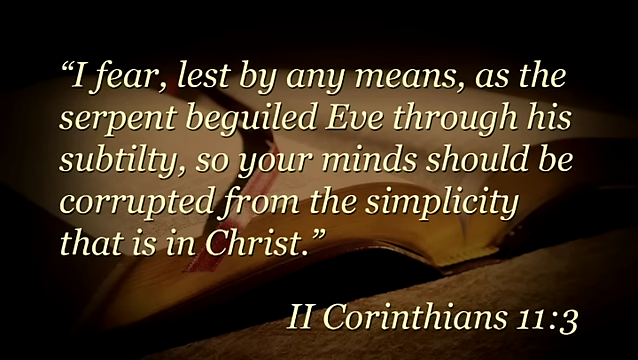 “I fear, lest by any means, as the
serpent beguiled Eve through his
subtilty, so your minds should be
corrupted from the simplicity
that is in Christ.”
II Corinthians 11:3